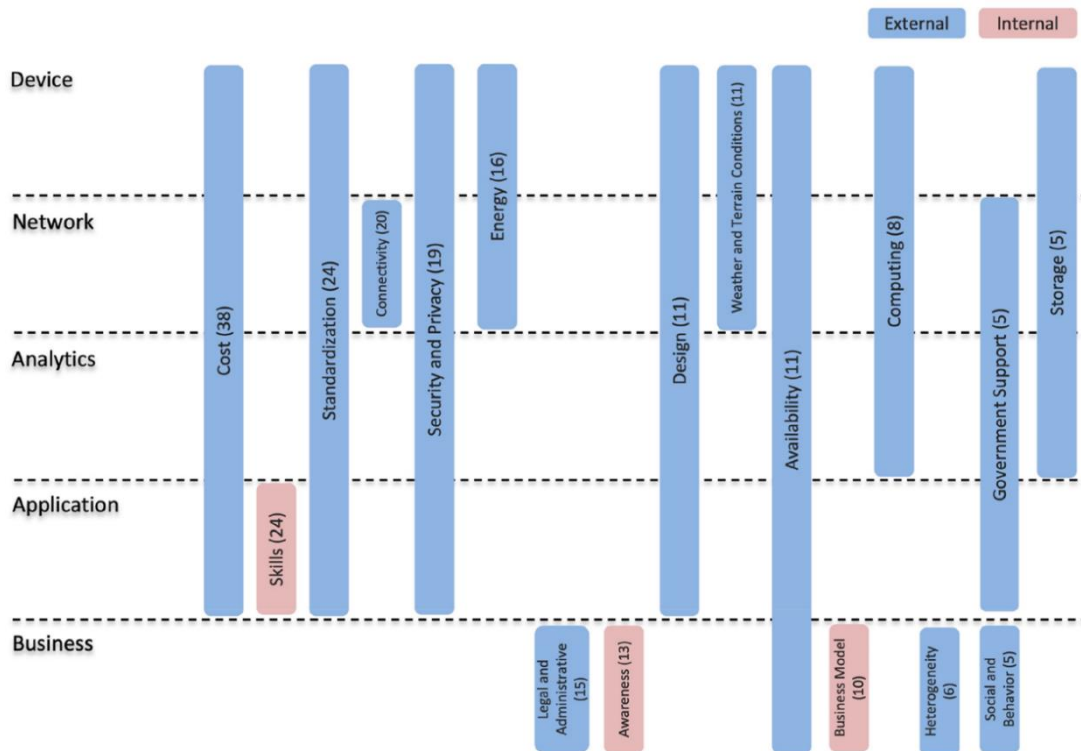 External
Internal
Device
Network
Analytics
Application
Business
Cost (38)
Skills (24)
Standardization (24)
Connectivity (20)
Security and Privacy (19)
Energy (16)
Legal and
Administrative
(15)
Awareness (13)
Design (11)
Weather and Terrain Conditions (11)
Availability (11)
Business Model
(10)
Computing (8)
Heterogeneity
(6)
Government Support (5)
Social and
Behavior (5)
Storage (5)